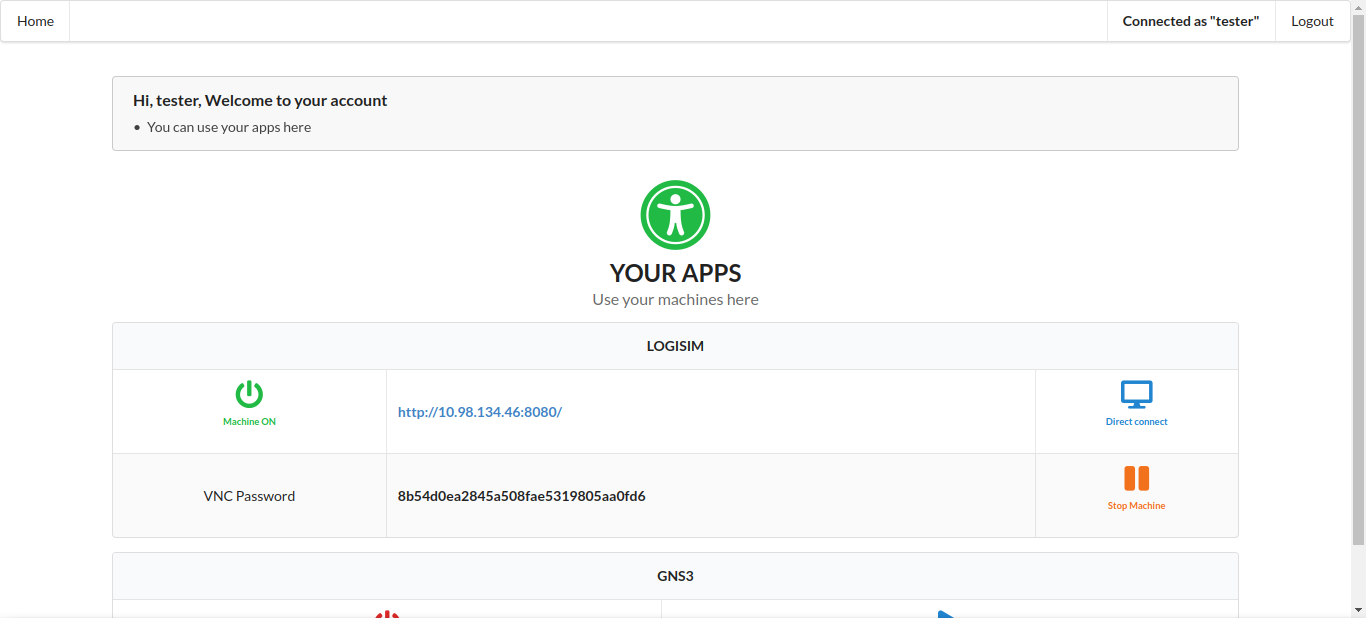 Home
Connected as "tester"
Logout
Hi, tester, Welcome to your account
• You can use your apps here
YOUR APPS
Use your machines here
LOGISIM
Machine ON
http://10.98.134.46:8080/
Direct connect
VNC Password
8b54d0ea2845a508fae5319805aa0fd6
Stop Machine
GNS3